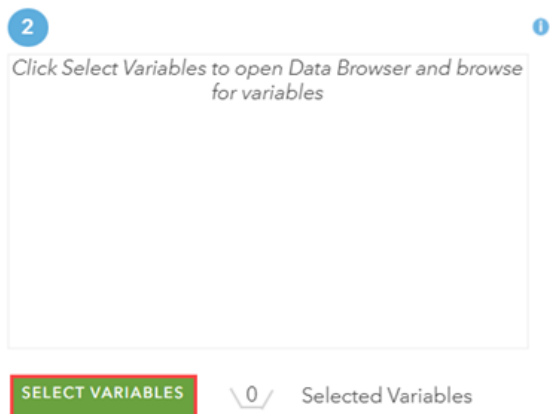 2
i
Click Select Variables to open Data Browser and browse
for variables
SELECT VARIABLES
0
Selected Variables